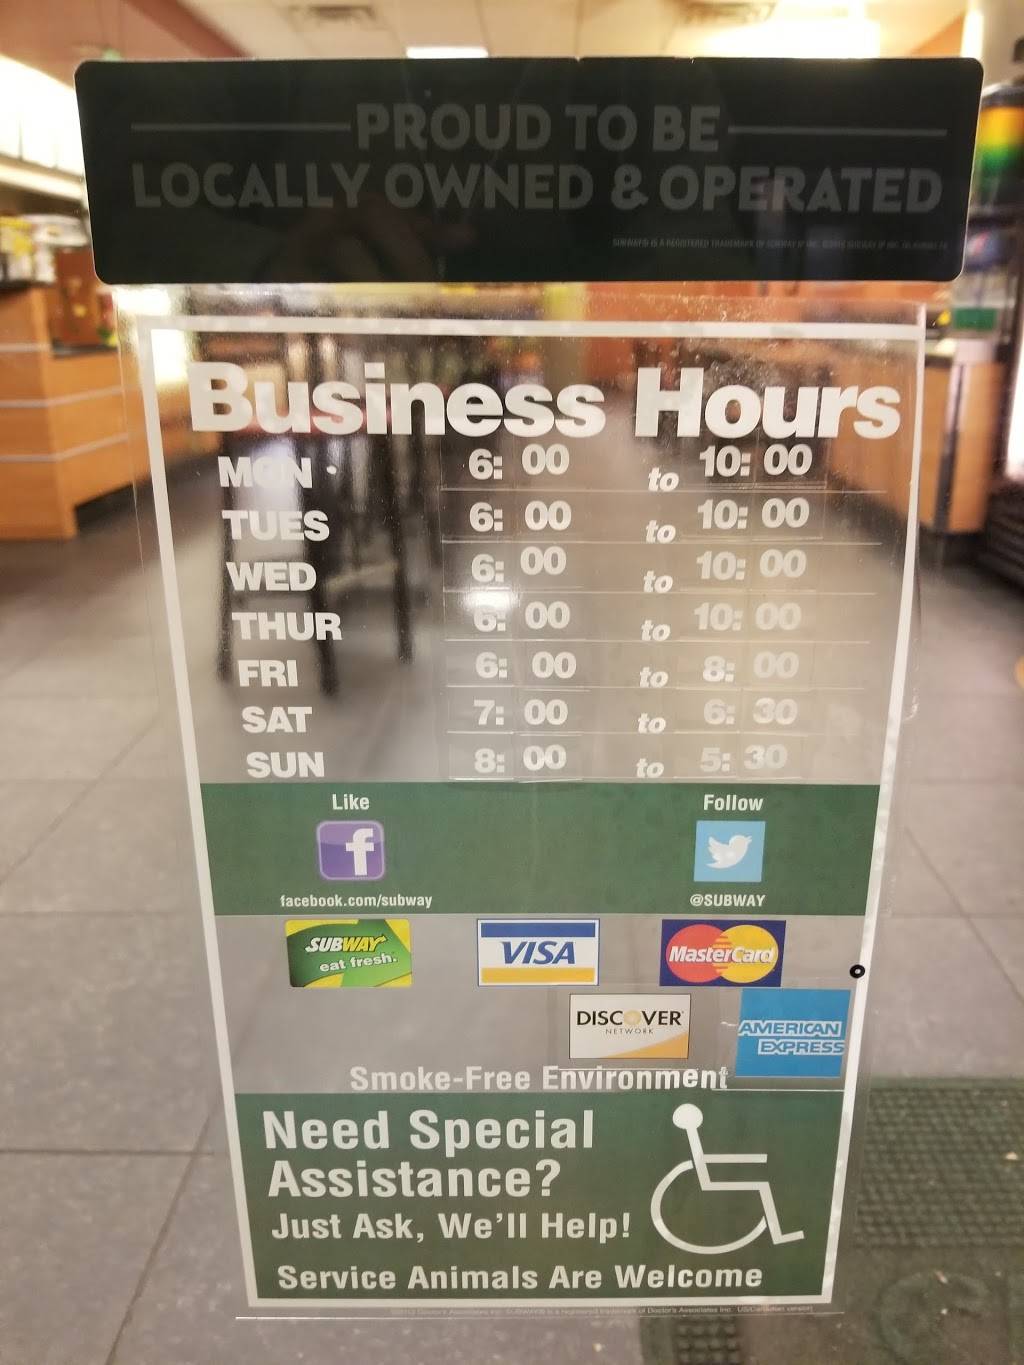 PROUD TO BE
LOCALLY OWNED & OPERATED
Business Hours
MON 6: 00 to 10: 00
TUES 6: 00 to 10: 00
WED 6: 00 to 10: 00
THUR 6: 00 to 10: 00
FRI 6: 00 to 8: 00
SAT 7: 00 to 6: 30
SUN 8: 00 to 5: 30
Like Follow
f
facebook.com/subway @SUBWAY
SUBWAY
eat fresh.
VISA
MasterCard
DISCOVER
NETWORK
AMERICAN
EXPRESS
Smoke-Free Environment
Need Special
Assistance?
Just Ask, We'll Help!
Service Animals Are Welcome